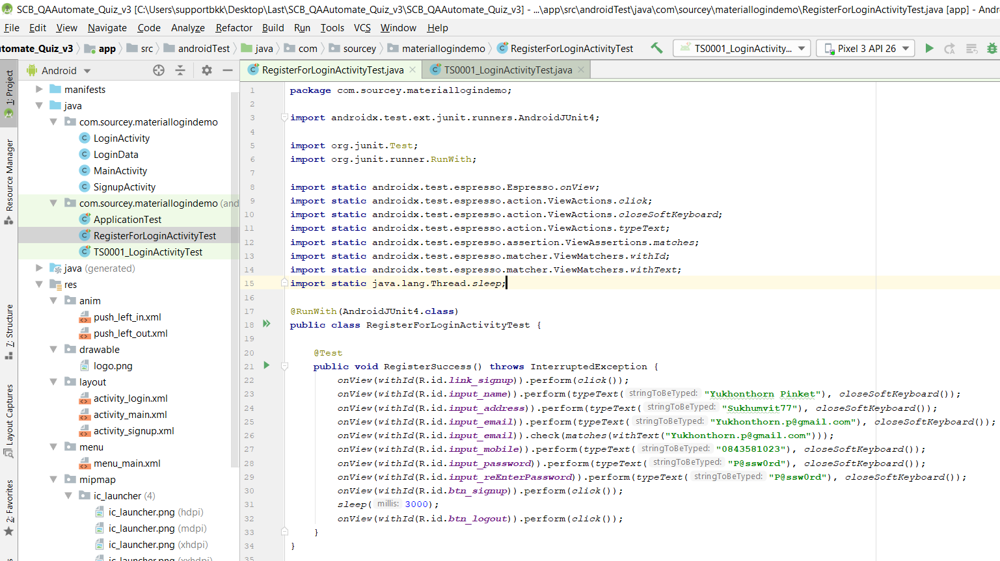 SCB_QAAutomate_Quiz_v3 [C:\Users\supportbkk\Desktop\Last\SCB_QAAutomate_Quiz_v3\SCB_QAAutomate_Quiz_v3] - ...\app\src\androidTest\java\com\sourcey\materiallogindemo\RegisterForLoginActivityTest.java [app] - Andro
File Edit View Navigate Code Analyze Refactor Build Run Tools VCS Window Help
utomate_Quiz_v3 app src androidTest java com sourcey materiallogindemo RegisterForLoginActivityTest TS0001_LoginActivity... Pixel 3 API 26
1: Project
Resource Manager
7: Structure
Layout Captures
2: Favorites
Android
manifests
java
com.sourcey.materiallogindemo
LoginActivity
LoginData
MainActivity
SignupActivity
com.sourcey.materiallogindemo (and
ApplicationTest
RegisterForLoginActivityTest
TS0001_LoginActivityTest
java (generated)
res
anim
push_left_in.xml
push_left_out.xml
drawable
logo.png
layout
activity_login.xml
activity_main.xml
activity_signup.xml
menu
menu_main.xml
mipmap
ic_launcher (4)
ic_launcher.png (hdpi)
ic_launcher.png (mdpi)
ic_launcher.png (xhdpi)
ic_launcher.png (xxhdpi)
RegisterForLoginActivityTest.java TS0001_LoginActivityTest.java
1 package com.sourcey.materiallogindemo;
2
3 import androidx.test.ext.junit.runners.AndroidJUnit4;
4
5 import org.junit.Test;
6 import org.junit.runner.RunWith;
7
8 import static androidx.test.espresso.Espresso.onView;
9 import static androidx.test.espresso.action.ViewActions.click;
10 import static androidx.test.espresso.action.ViewActions.closeSoftKeyboard;
11 import static androidx.test.espresso.action.ViewActions.typeText;
12 import static androidx.test.espresso.assertion.ViewAssertions.matches;
13 import static androidx.test.espresso.matcher.ViewMatchers.withId;
14 import static androidx.test.espresso.matcher.ViewMatchers.withText;
15 import static java.lang.Thread.sleep;
16
17 @RunWith(AndroidJUnit4.class)
18 public class RegisterForLoginActivityTest {
19
20 @Test
21 public void RegisterSuccess() throws InterruptedException {
22 onView(withId(R.id.link_signup)).perform(click());
23 onView(withId(R.id.input_name)).perform(typeText( stringToBeTyped: "Yukhonthorn Pinket"), closeSoftKeyboard());
24 onView(withId(R.id.input_address)).perform(typeText( stringToBeTyped: "Sukhumvit77"), closeSoftKeyboard());
25 onView(withId(R.id.input_email)).perform(typeText( stringToBeTyped: "Yukhonthorn.p@gmail.com"), closeSoftKeyboard());
26 onView(withId(R.id.input_email)).check(matches(withText("Yukhonthorn.p@gmail.com")));
27 onView(withId(R.id.input_mobile)).perform(typeText( stringToBeTyped: "0843581023"), closeSoftKeyboard());
28 onView(withId(R.id.input_password)).perform(typeText( stringToBeTyped: "P@ssw0rd"), closeSoftKeyboard());
29 onView(withId(R.id.input_reEnterPassword)).perform(typeText( stringToBeTyped: "P@ssw0rd"), closeSoftKeyboard());
30 onView(withId(R.id.btn_signup)).perform(click());
31 sleep( millis: 3000);
32 onView(withId(R.id.btn_logout)).perform(click());
33 }
34 }
35